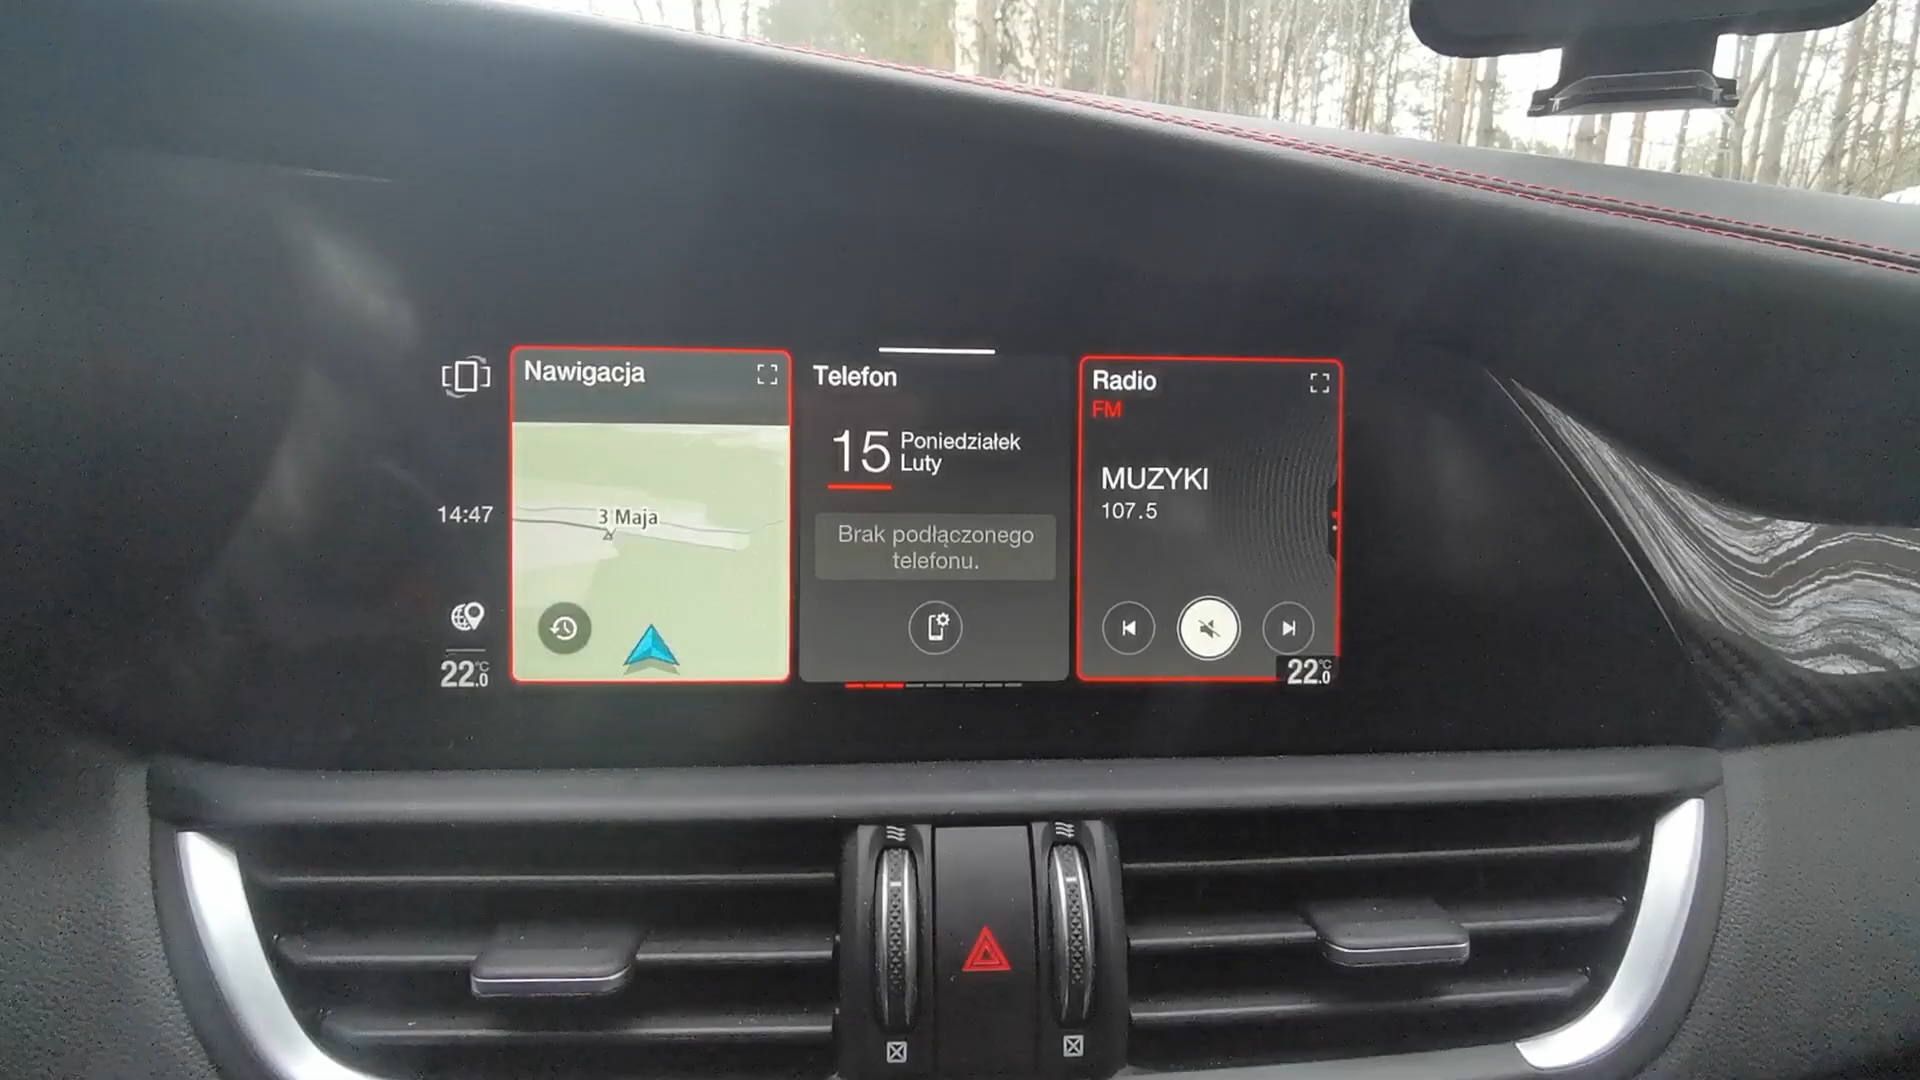 Nawigacja
3 Maja
14:47
22.0 °C
Telefon
15
Poniedziałek
Luty
Brak podłączonego
telefonu.
Radio
FM
MUZYKI
107.5
22.0 °C